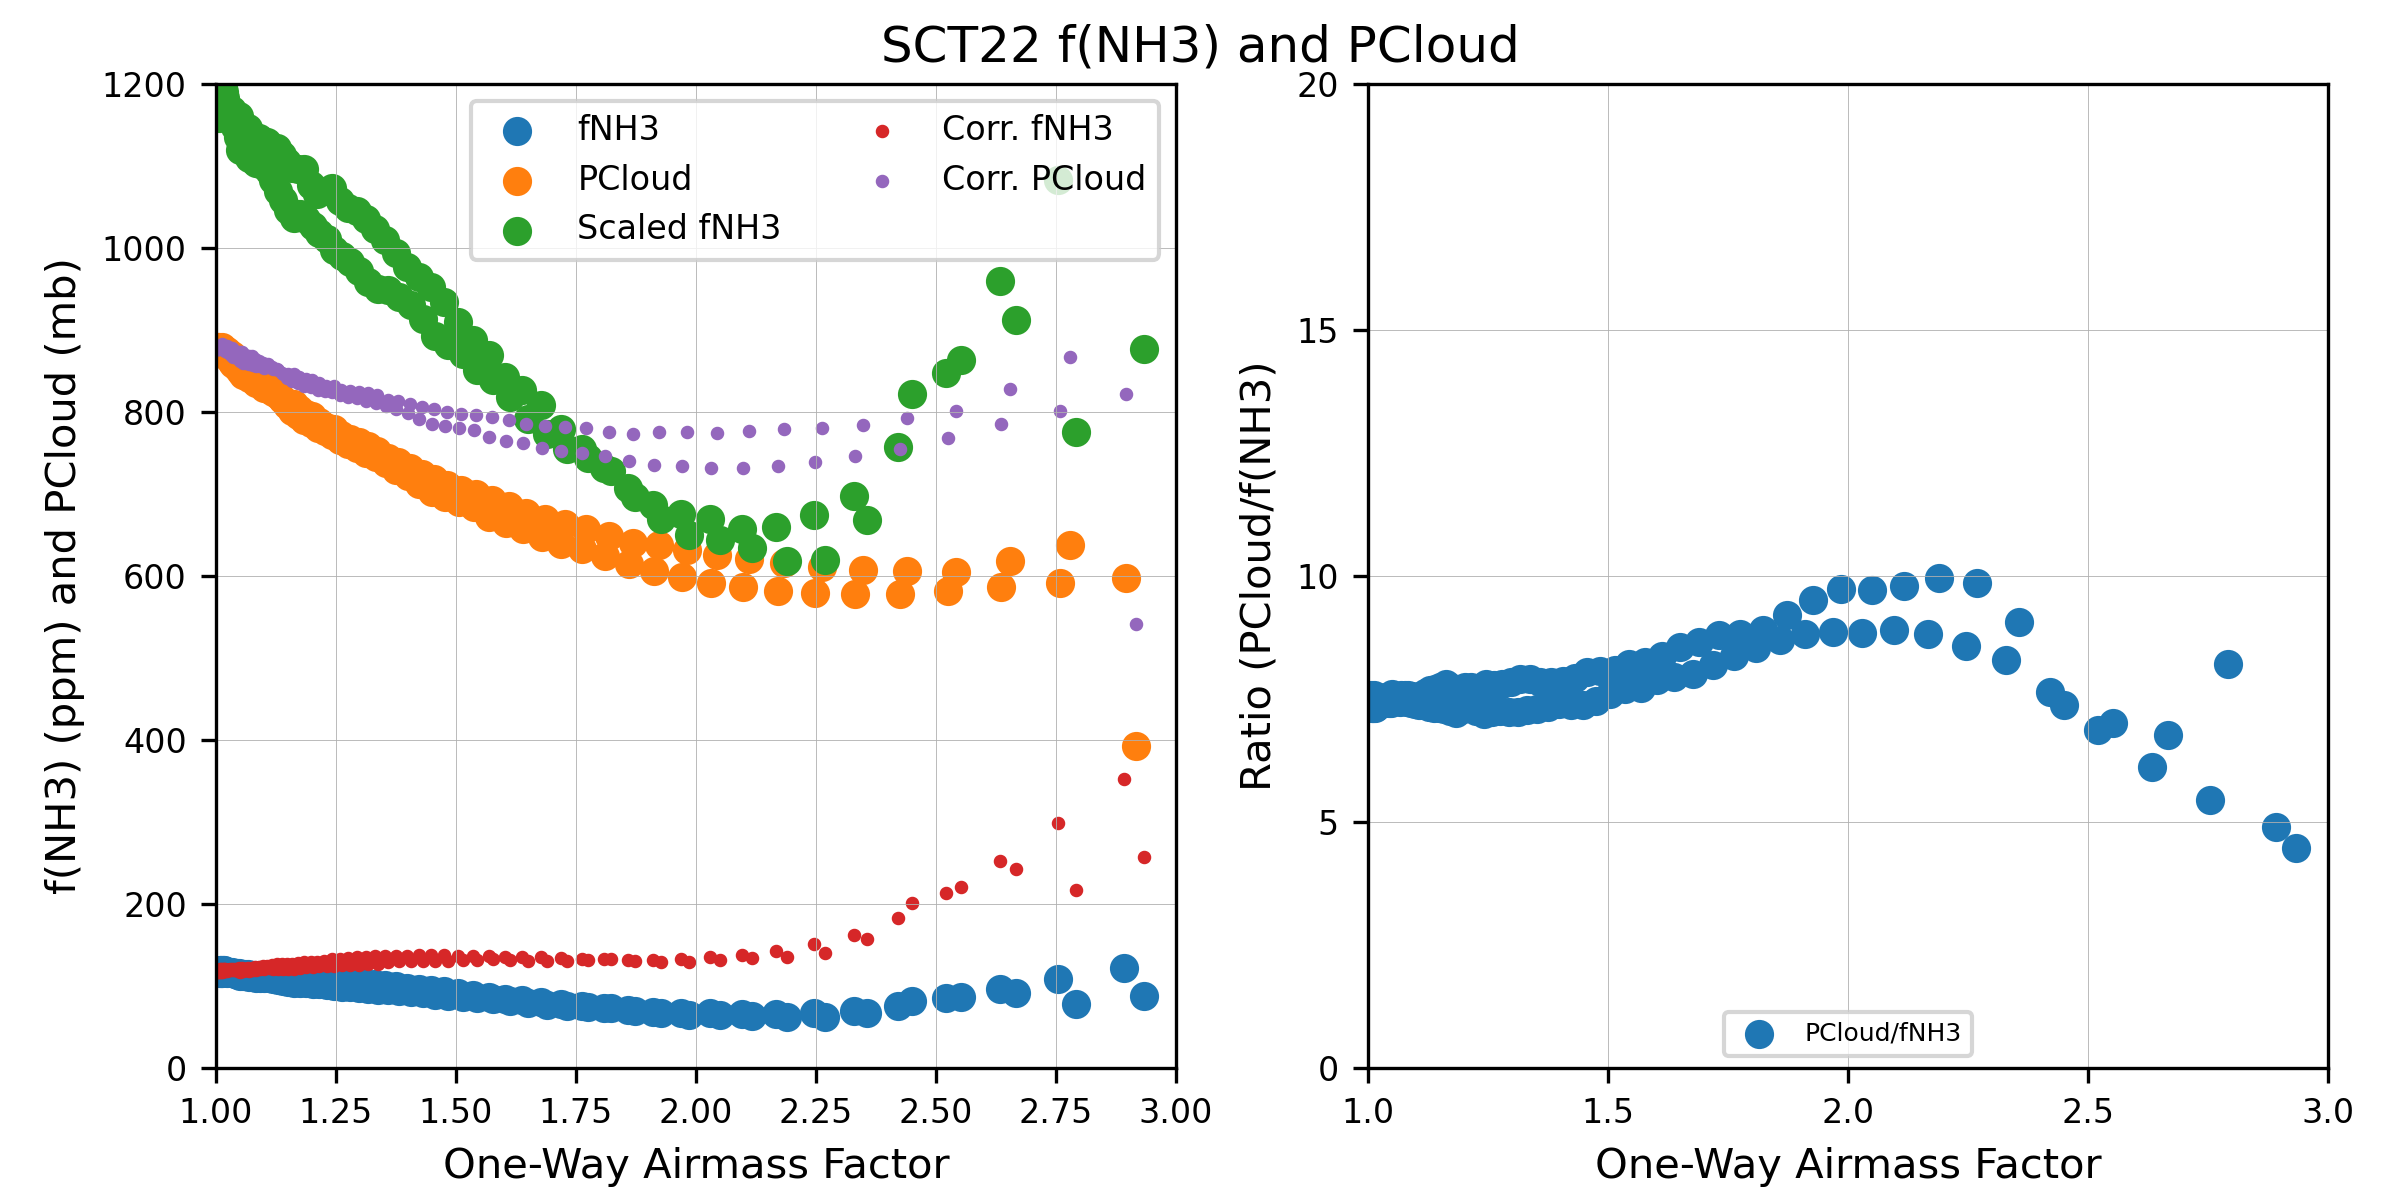 SCT22 f(NH3) and PCloud
f(NH3) (ppm) and PCloud (mb)
1200
1000
800
600
400
200
0
fNH3
PCloud
Scaled fNH3
Corr. fNH3
Corr. PCloud
1.00 1.25 1.50 1.75 2.00 2.25 2.50 2.75 3.00
One-Way Airmass Factor
Ratio (PCloud/f(NH3)
20
15
10
5
0
PCloud/fNH3
1.0 1.5 2.0 2.5 3.0
One-Way Airmass Factor